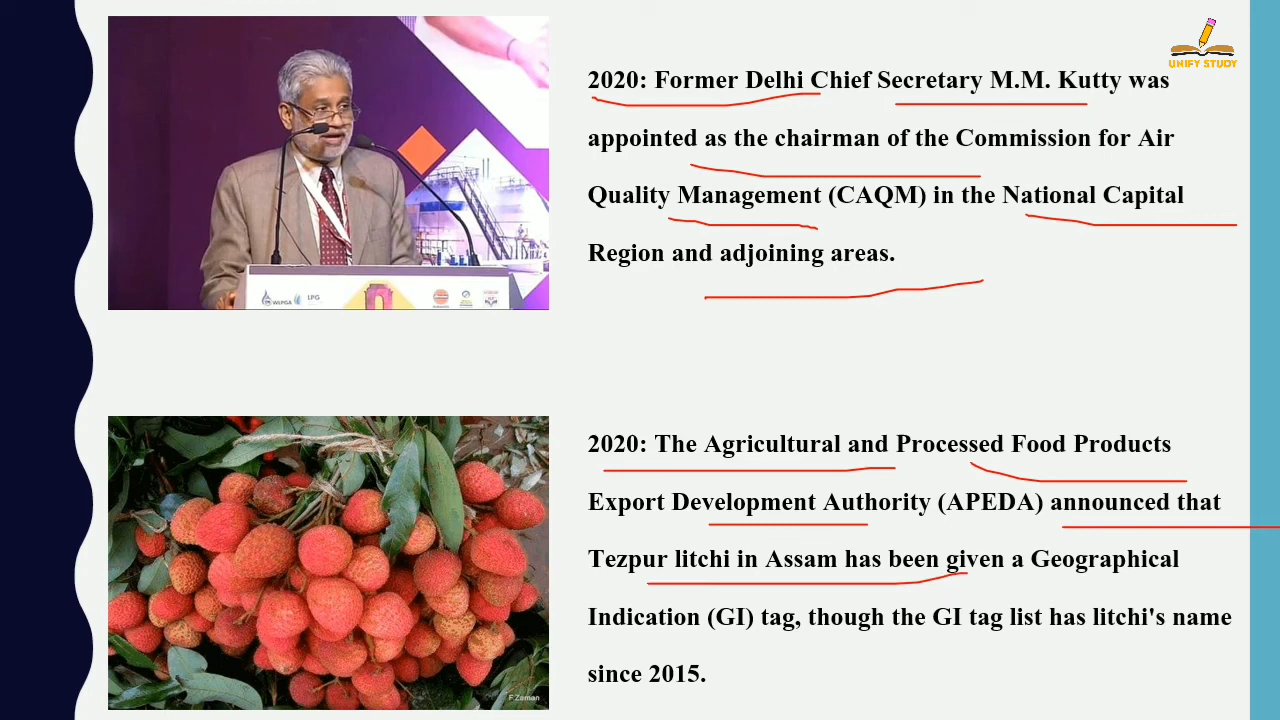 UNIFY STUDY
2020: Former Delhi Chief Secretary M.M. Kutty was
appointed as the chairman of the Commission for Air
Quality Management (CAQM) in the National Capital
Region and adjoining areas.
WLPGA
LPG
2020: The Agricultural and Processed Food Products
Export Development Authority (APEDA) announced that
Tezpur litchi in Assam has been given a Geographical
Indication (GI) tag, though the GI tag list has litchi's name
since 2015.
F.Zaman